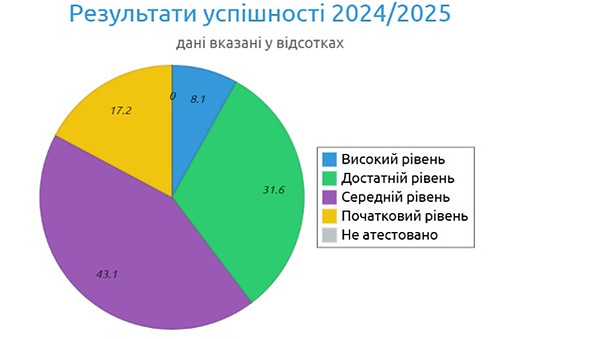 Результати успішності 2024/2025
дані вказані у відсотках
0
8.1
17.2
31.6
43.1
Високий рівень
Достатній рівень
Середній рівень
Початковий рівень
Не атестовано